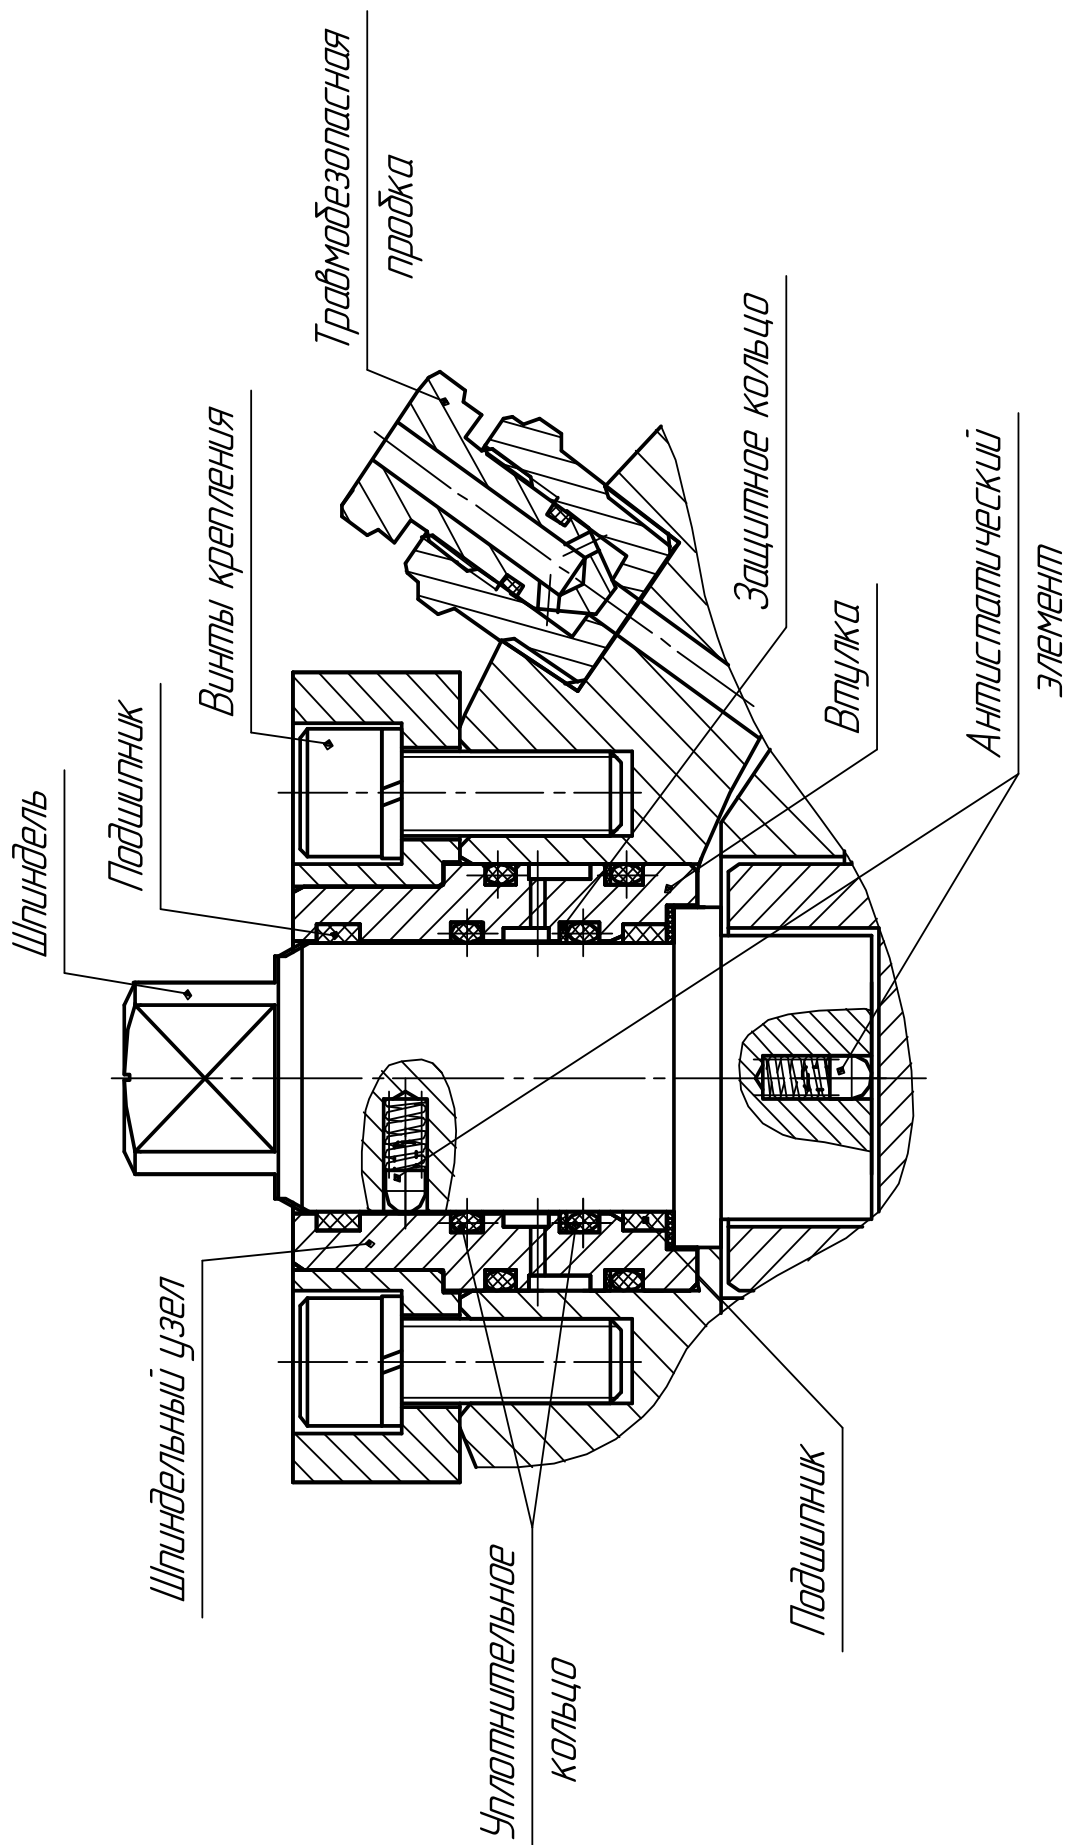 Шпиндель
Подшипник
Винты крепления
Травмобезопасная
пробка
Шпиндельный узел
Защитное кольцо
Втулка
Антистатический
элемент
Уплотнительное
кольцо
Подшипник